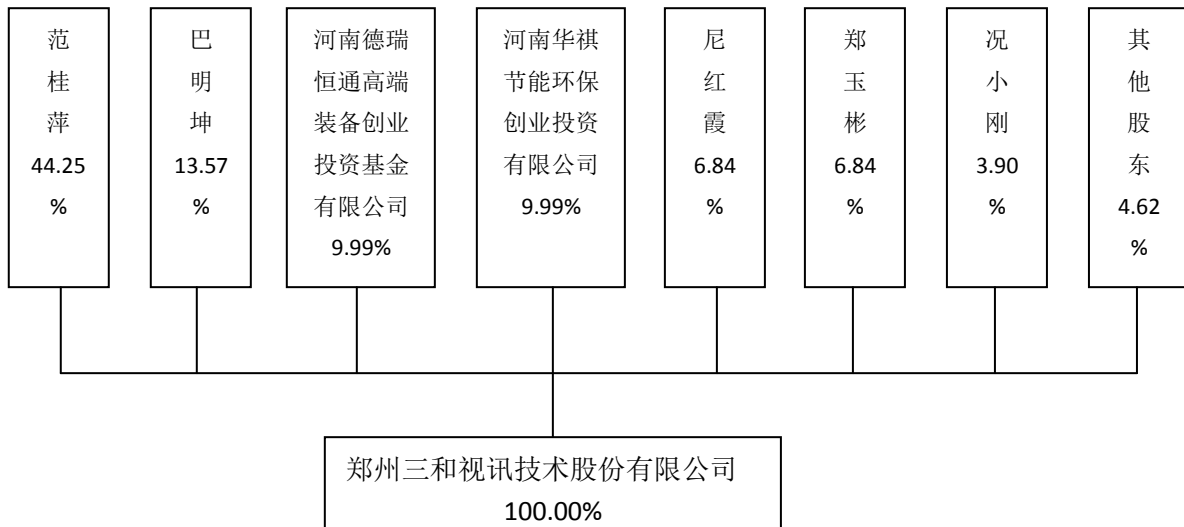 范
桂
萍
44.25
%
巴
明
坤
13.57
%
河南德瑞
恒通高端
装备创业
投资基金
有限公司
9.99%
河南华祺
节能环保
创业投资
有限公司
9.99%
尼
红
霞
6.84
%
郑
玉
彬
6.84
%
况
小
刚
3.90
%
其
他
股
东
4.62
%
郑州三和视讯技术股份有限公司
100.00%